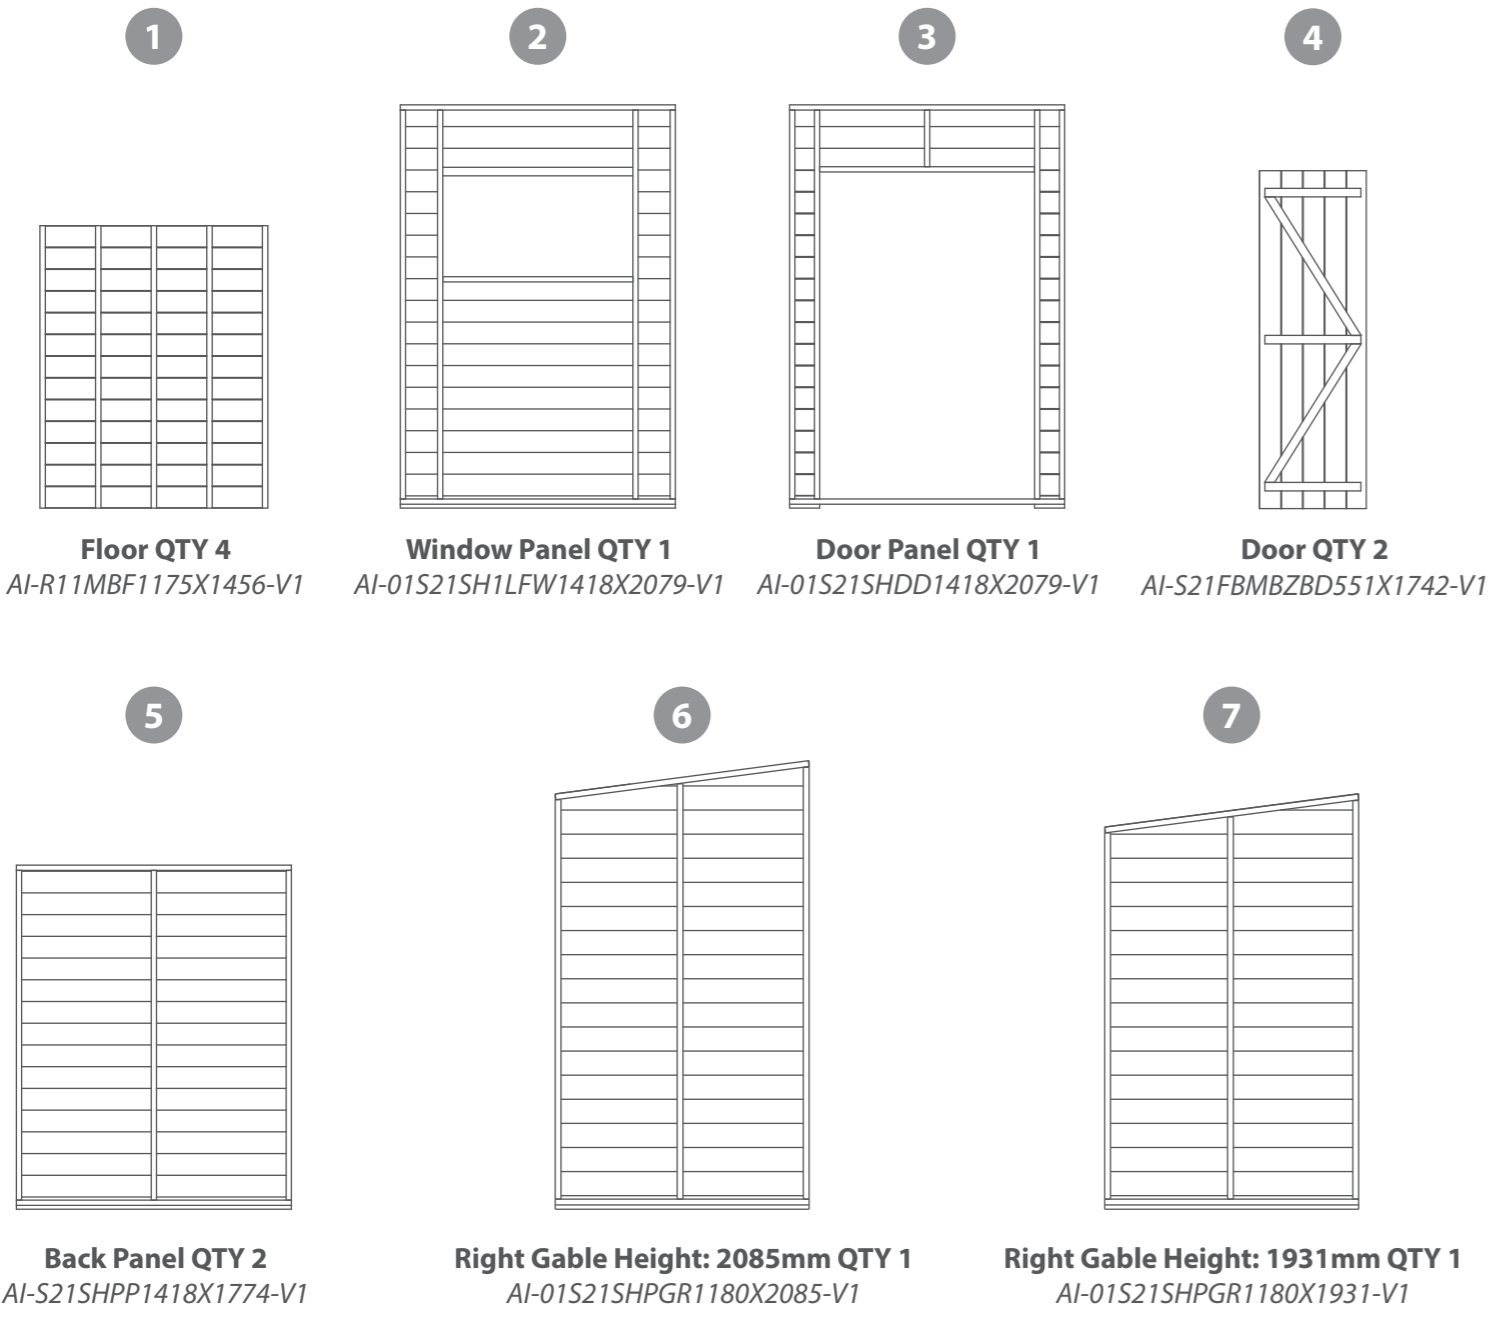 1
2
3
4
Floor QTY 4
AI-R11MBF1175X1456-V1
Window Panel QTY 1
AI-01S21SH1LFW1418X2079-V1
Door Panel QTY 1
AI-01S21SHDD1418X2079-V1
Door QTY 2
AI-S21FBMBZBD551X1742-V1
5
6
7
Back Panel QTY 2
AI-S21SHPP1418X1774-V1
Right Gable Height: 2085mm QTY 1
AI-01S21SHPGR1180X2085-V1
Right Gable Height: 1931mm QTY 1
AI-01S21SHPGR1180X1931-V1